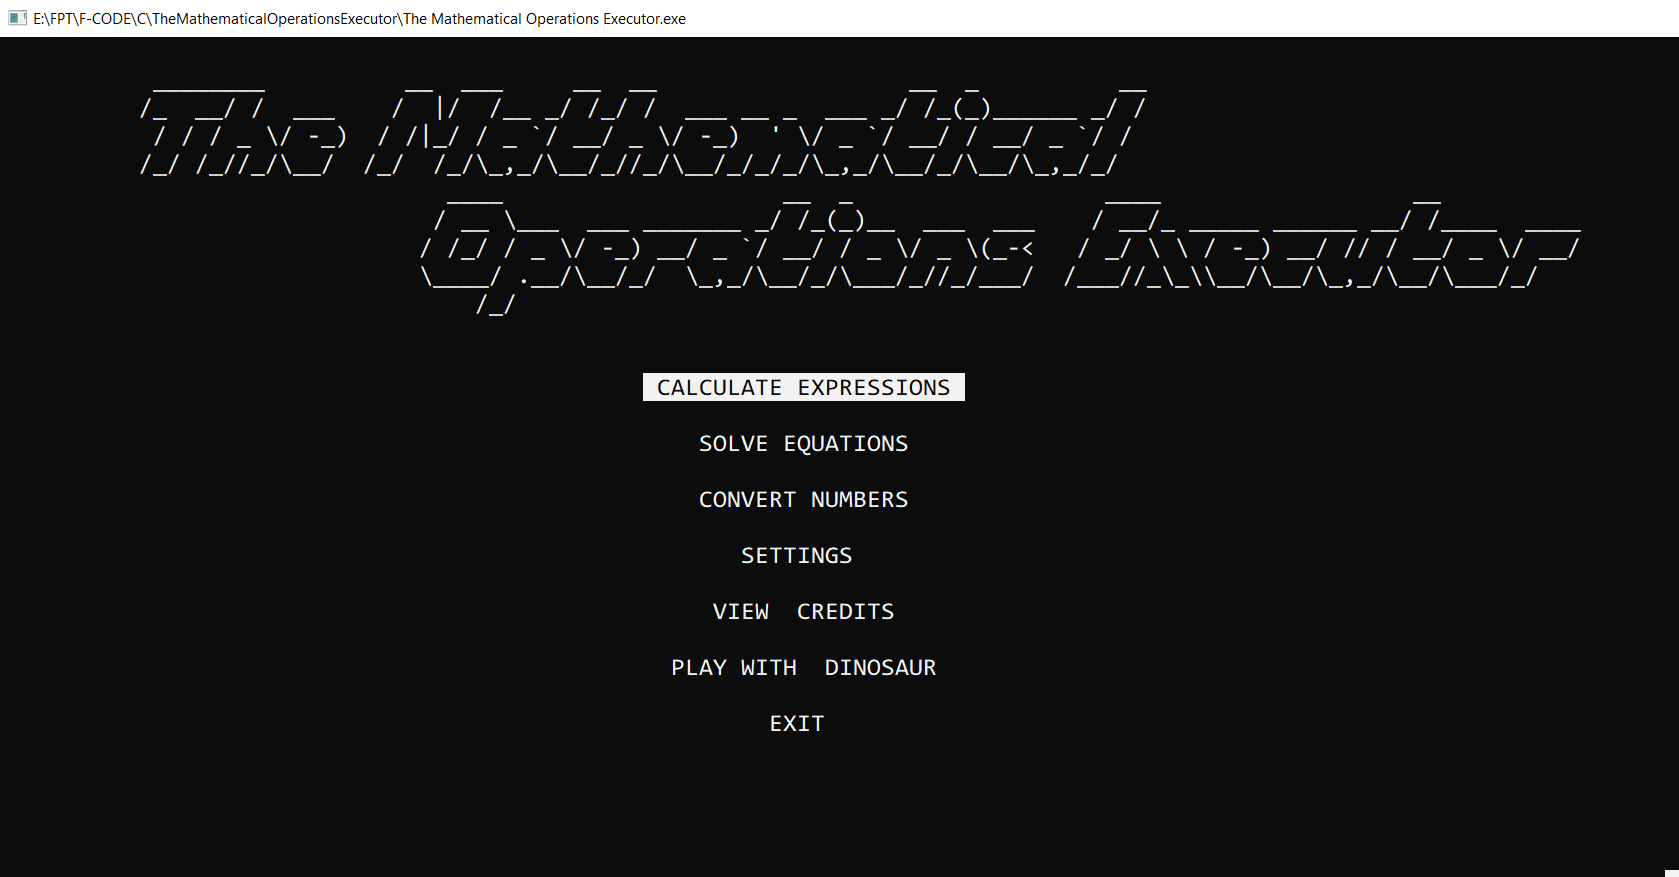 E:\FPT\F-CODE\C\TheMathematicalOperationsExecutor\The Mathematical Operations Executor.exe
The Mathematical
Operations Executor
CALCULATE EXPRESSIONS
SOLVE EQUATIONS
CONVERT NUMBERS
SETTINGS
VIEW  CREDITS
PLAY WITH  DINOSAUR
EXIT